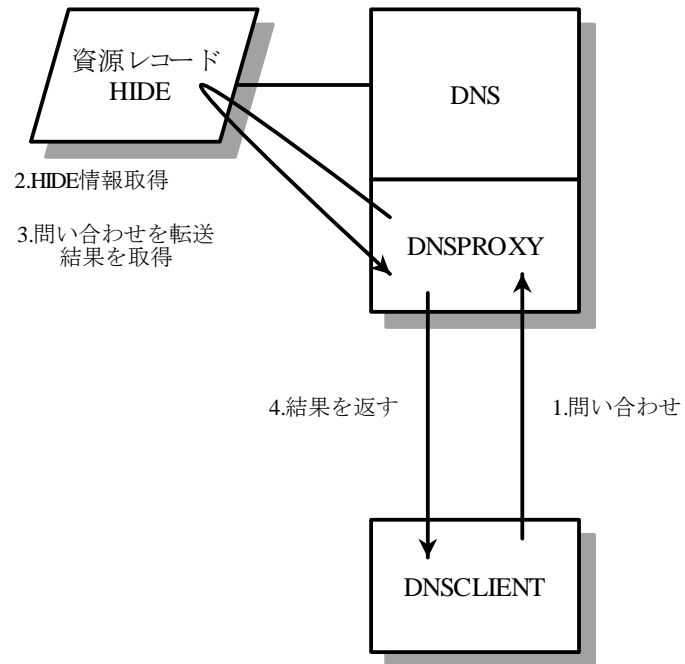 資源レコード
HIDE
DNS
2.HIDE情報取得
3.問い合わせを転送
結果を取得
DNSPROXY
4.結果を返す
1.問い合わせ
DNSCLIENT